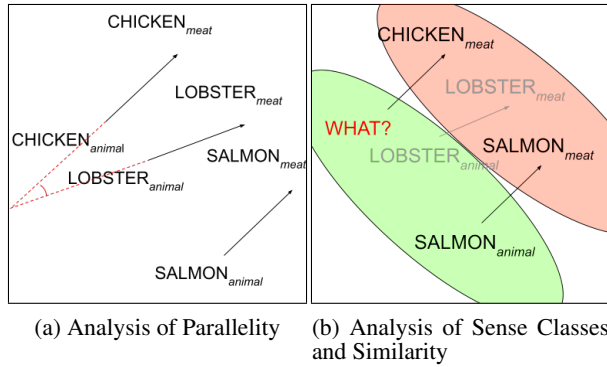 CHICKENmeat
LOBSTERmeat
CHICKENanimal
SALMONmeat
LOBSTERanimal
SALMONanimal
(a) Analysis of Parallelity
CHICKENmeat
LOBSTERmeat
WHAT?
SALMONmeat
LOBSTERanimal
SALMONanimal
(b) Analysis of Sense Classes
and Similarity